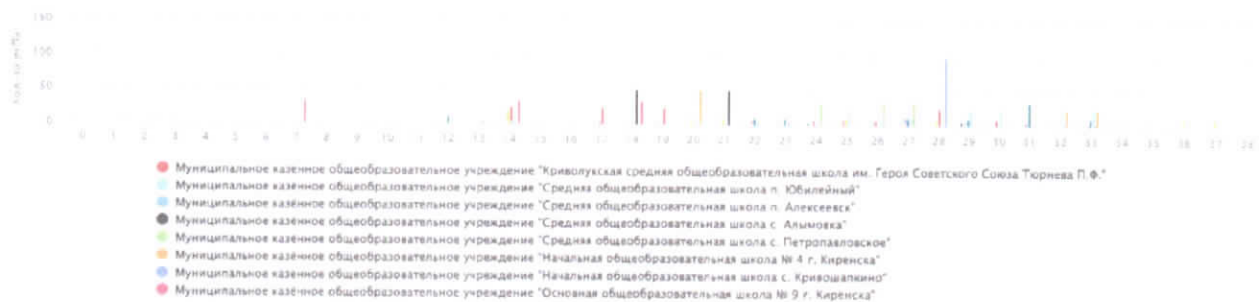 150
100
50
0
0 1 2 3 4 5 6 7 8 9 10 11 12 13 14 15 16 17 18 19 20 21 22 23 24 25 26 27 28 29 30 31 32 33 34 35 36 37 38
Муниципальное казённое общеобразовательное учреждение "Криволукская средняя общеобразовательная школа им. Героя Советского Союза Тюрнева П.Ф."
Муниципальное казённое общеобразовательное учреждение "Средняя общеобразовательная школа п. Юбилейный"
Муниципальное казённое общеобразовательное учреждение "Средняя общеобразовательная школа п. Алексеевск"
Муниципальное казённое общеобразовательное учреждение "Средняя общеобразовательная школа с. Алымовка"
Муниципальное казённое общеобразовательное учреждение "Средняя общеобразовательная школа с. Петропавловское"
Муниципальное казённое общеобразовательное учреждение "Начальная общеобразовательная школа № 4 г. Киренска"
Муниципальное казённое общеобразовательное учреждение "Начальная общеобразовательная школа с. Кривошапкино"
Муниципальное казённое общеобразовательное учреждение "Основная общеобразовательная школа № 9 г. Киренска"